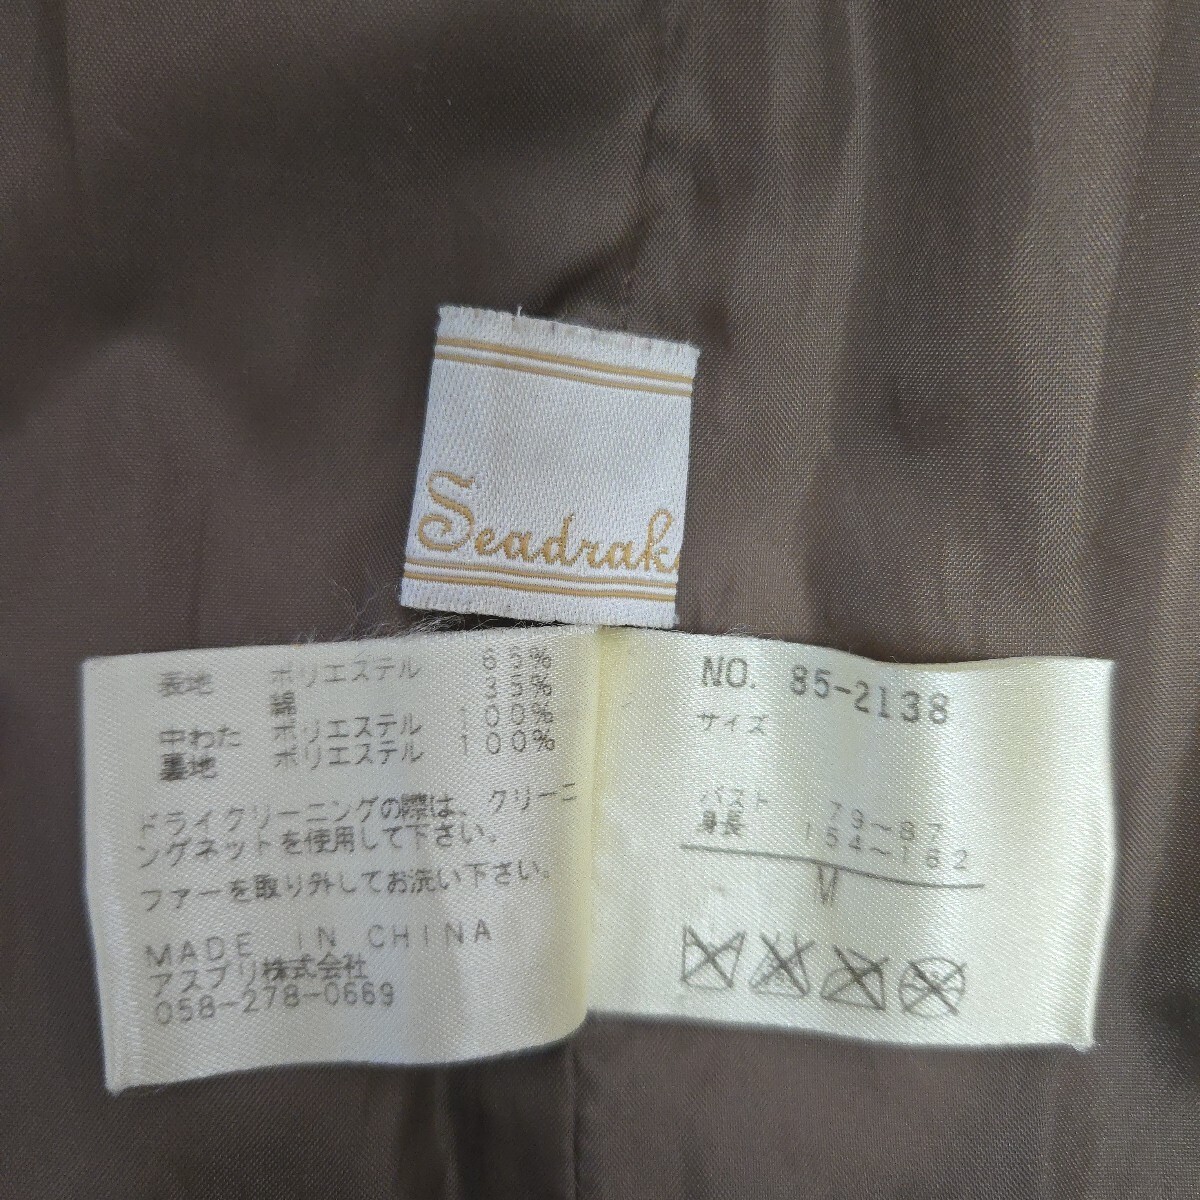 Seadrak
表地 ポリエステル 65%
綿 35%
中わた ポリエステル 100%
裏地 ポリエステル 100%
ドライクリーニングの際は、クリーニ
ングネットを使用して下さい。
ファーを取り外してお洗い下さい。
MADE IN CHINA
アスプリ株式会社
058-278-0669
NO. 85-2138
サイズ
バスト 79~87
身長 154~162
M